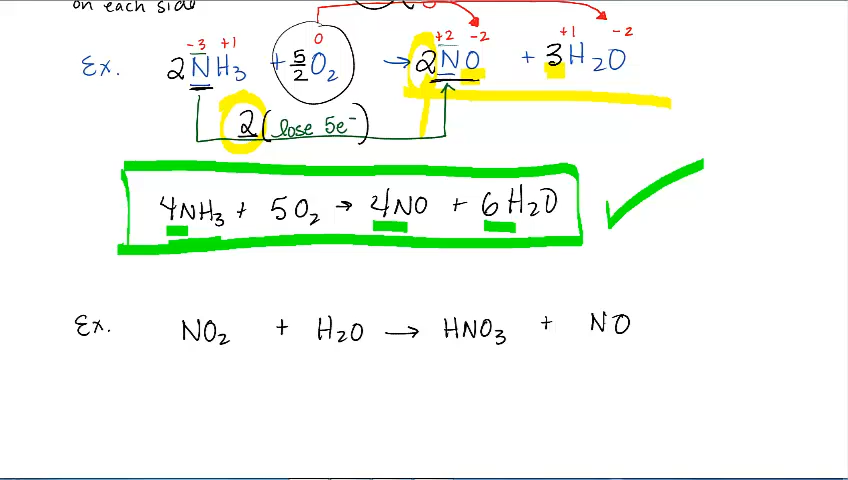 on each side
-3 +1 0 +2 -2 +1 -2
Ex. 2NH₃ + 5/2 O₂ → 2NO + 3H₂O
2 (lose 5e⁻)
4NH₃ + 5O₂ → 4NO + 6H₂O
Ex. NO₂ + H₂O → HNO₃ + NO